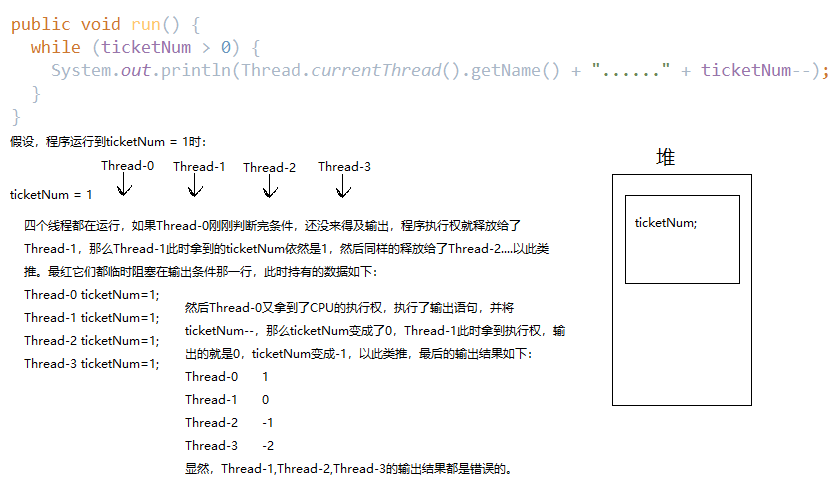 public void run() {
while (ticketNum > 0) {
System.out.println(Thread.currentThread().getName() + "......" + ticketNum--);
}
}
假设，程序运行到ticketNum = 1时：
Thread-0 Thread-1 Thread-2 Thread-3
ticketNum = 1
四个线程都在运行，如果Thread-0刚刚判断完条件，还没来得及输出，程序执行权就释放给了
Thread-1，那么Thread-1此时拿到的ticketNum依然是1，然后同样的释放给了Thread-2....以此类
推。最红它们都临时阻塞在输出条件那一行，此时持有的数据如下：
Thread-0 ticketNum=1;
Thread-1 ticketNum=1;
Thread-2 ticketNum=1;
Thread-3 ticketNum=1;
然后Thread-0又拿到了CPU的执行权，执行了输出语句，并将
ticketNum--，那么ticketNum变成了0，Thread-1此时拿到执行权，输
出的就是0，ticketNum变成-1，以此类推，最后的输出结果如下：
Thread-0 1
Thread-1 0
Thread-2 -1
Thread-3 -2
显然，Thread-1,Thread-2,Thread-3的输出结果都是错误的。
堆
ticketNum;